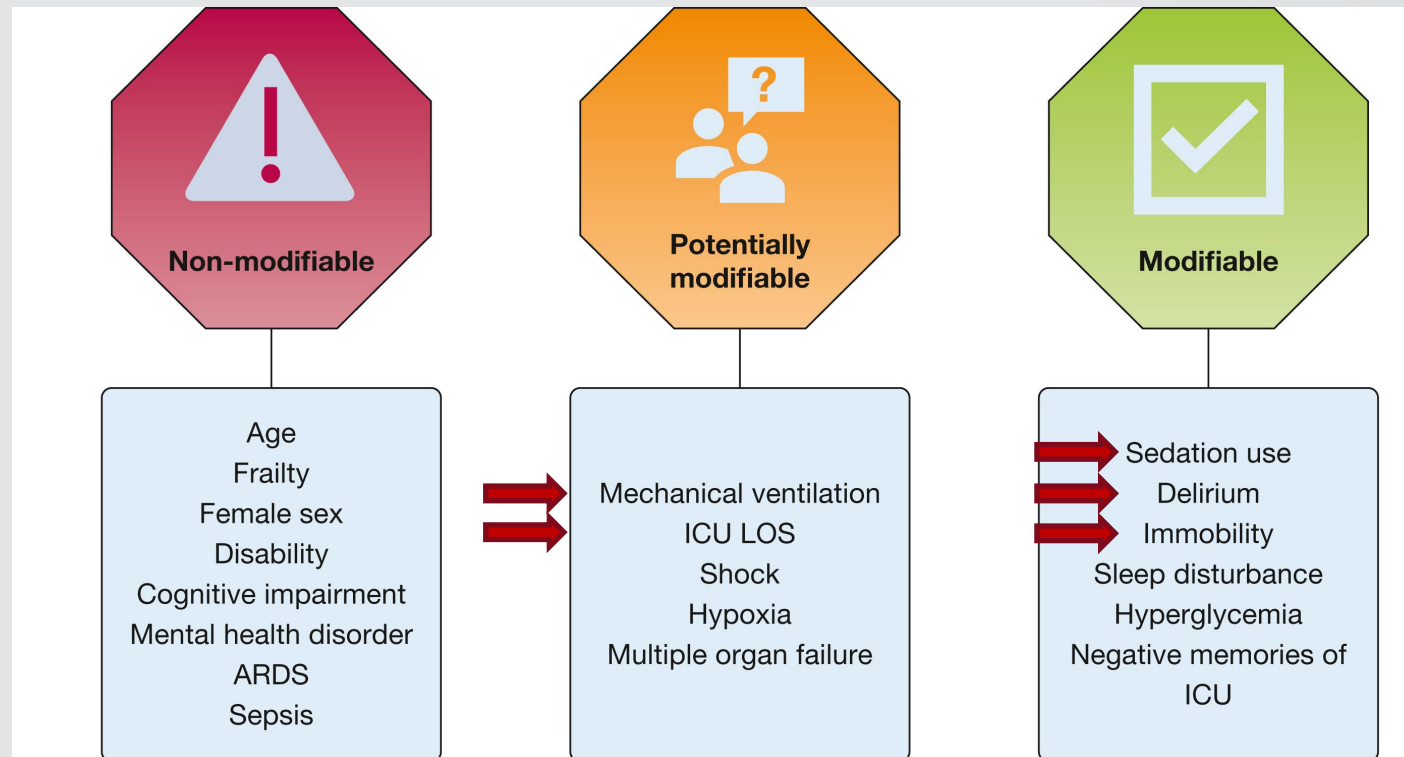 Non-modifiable
Age
Frailty
Female sex
Disability
Cognitive impairment
Mental health disorder
ARDS
Sepsis
?
Potentially
modifiable
Mechanical ventilation
ICU LOS
Shock
Hypoxia
Multiple organ failure
Modifiable
Sedation use
Delirium
Immobility
Sleep disturbance
Hyperglycemia
Negative memories of
ICU